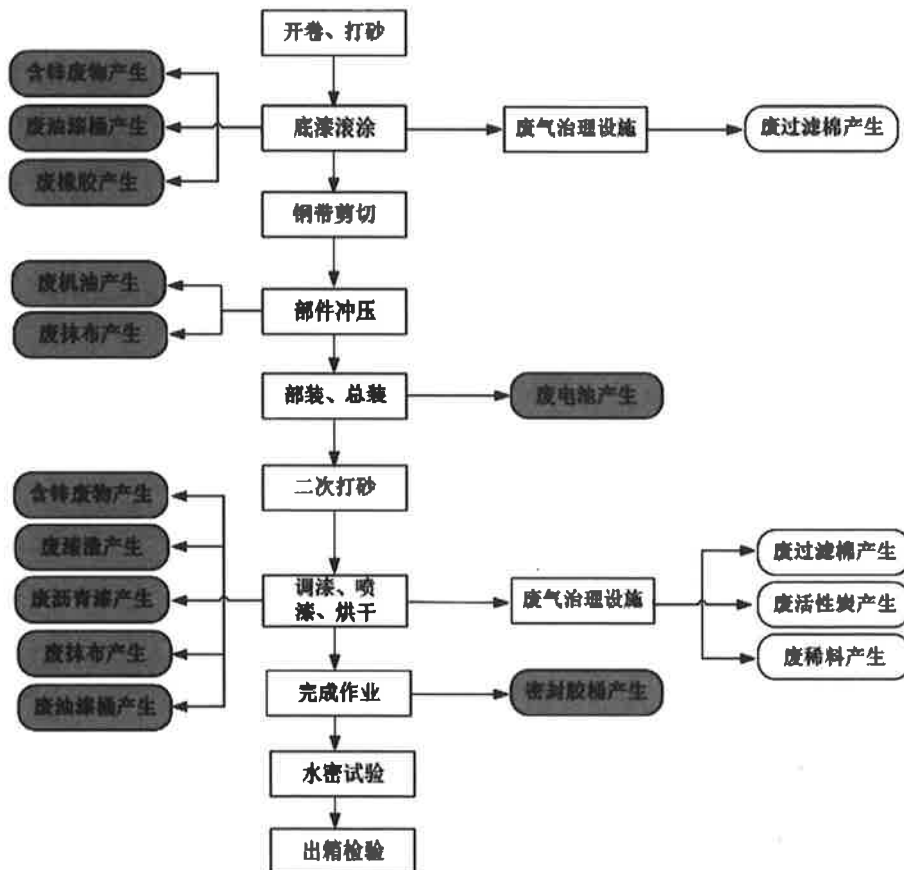 开卷、打砂
含锌废物产生
废油漆桶产生
底漆滚涂
废气治理设施
废过滤棉产生
废橡胶产生
钢带剪切
废机油产生
废抹布产生
部件冲压
部装、总装
废电池产生
二次打砂
含锌废物产生
废漆渣产生
废沥青漆产生
废抹布产生
废油漆桶产生
调漆、喷
漆、烘干
废气治理设施
废过滤棉产生
废活性炭产生
废稀料产生
完成作业
密封胶桶产生
水密试验
出箱检验